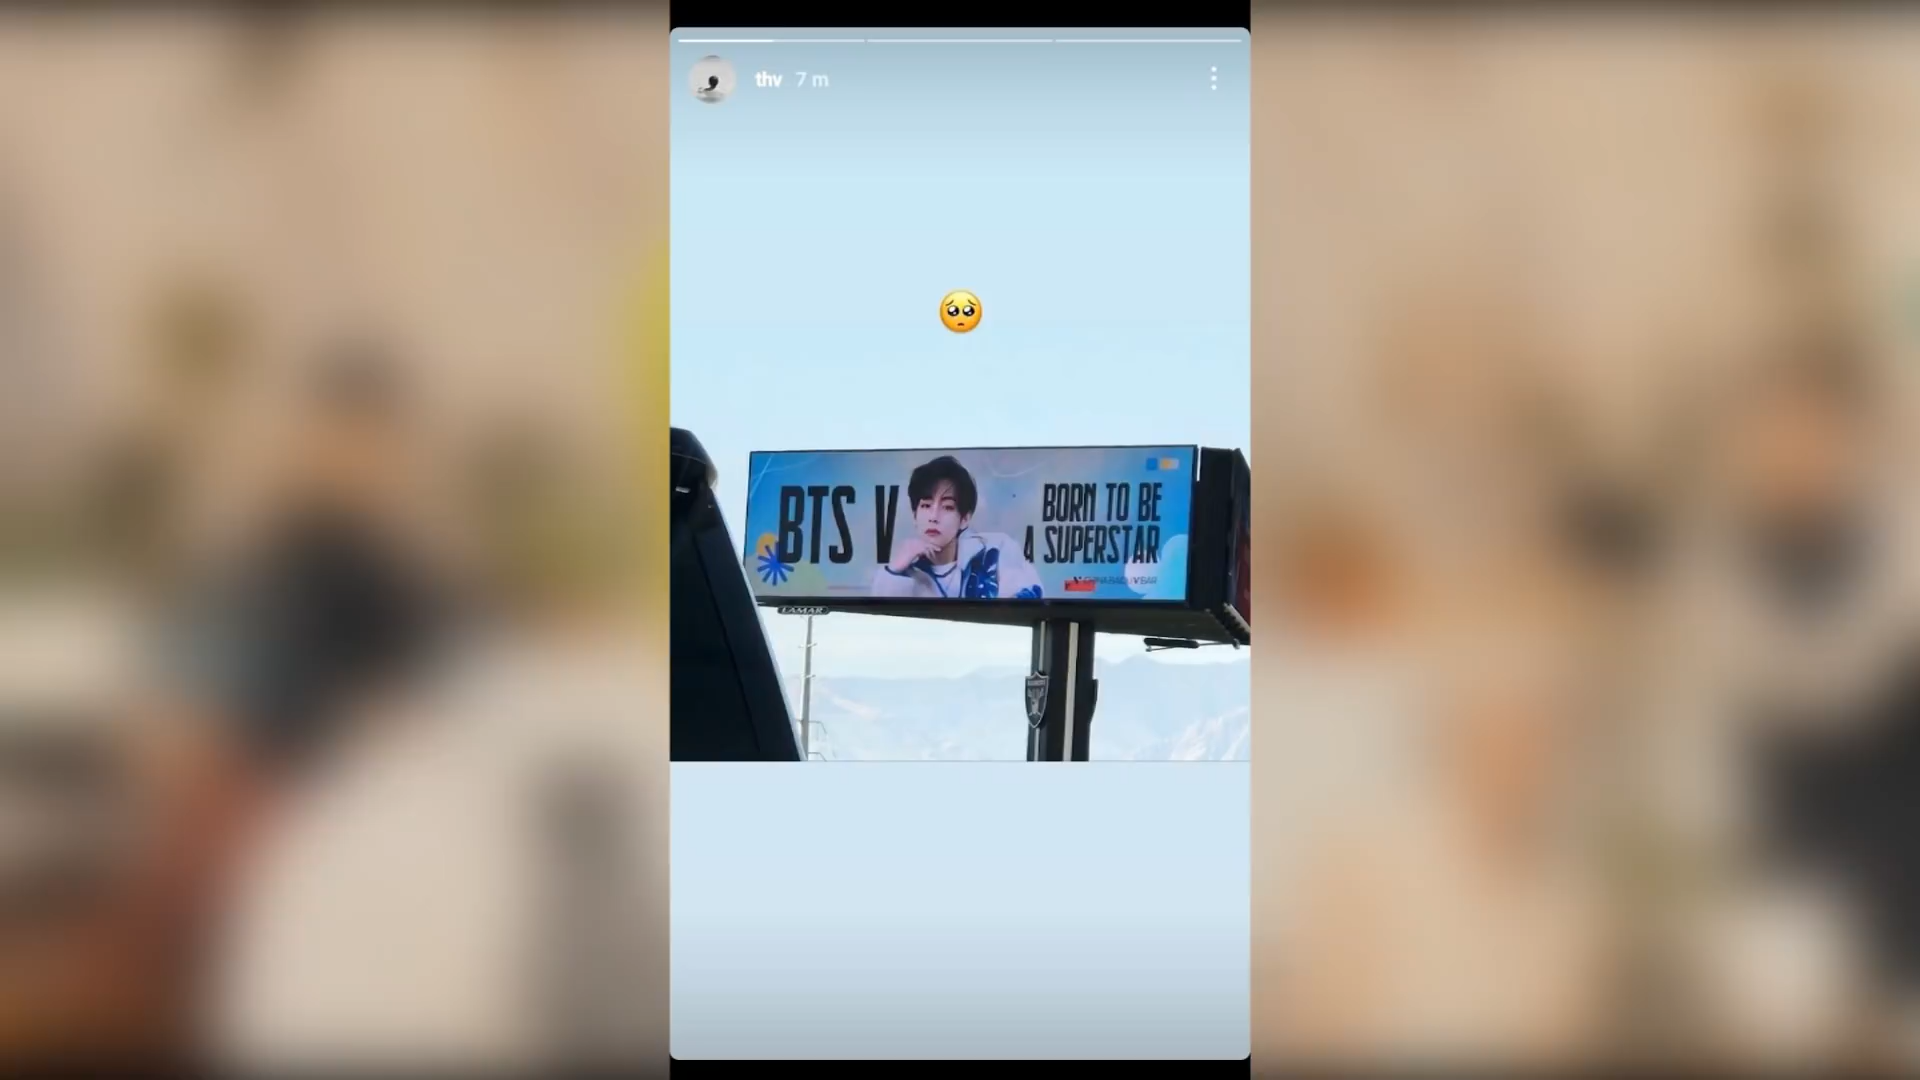 thv 7 m
BTS V
BORN TO BE
A SUPERSTAR
LAMAR